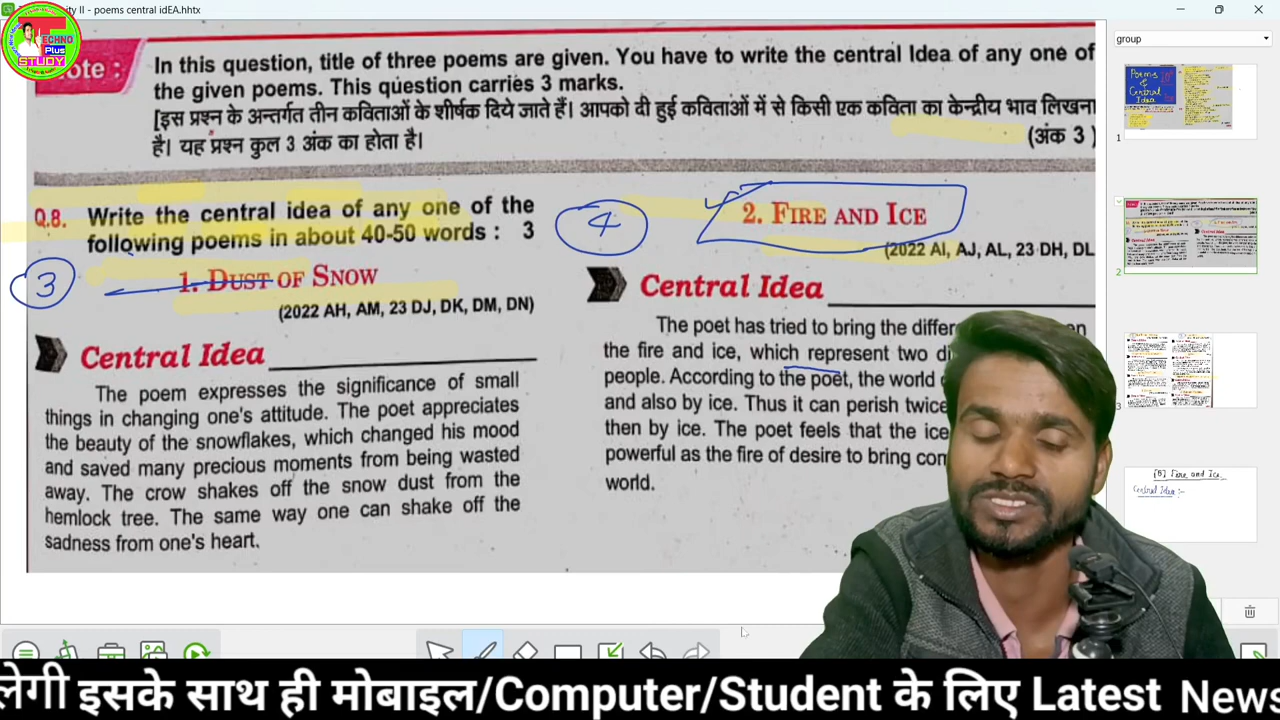 ity II - poems central idEA.hhtx
TECHNO
Plus
STUDY
ote :
In this question, title of three poems are given. You have to write the central Idea of any one of
the given poems. This question carries 3 marks.
[इस प्रश्न के अन्तर्गत तीन कविताओं के शीर्षक दिये जाते हैं। आपको दी हुई कविताओं में से किसी एक कविता का केन्द्रीय भाव लिखना
है। यह प्रश्न कुल 3 अंक का होता है।
(अंक 3 )
Q.8. Write the central idea of any one of the
following poems in about 40-50 words : 3
3
1. DUST OF SNOW
(2022 AH, AM, 23 DJ, DK, DM, DN)
Central Idea
The poem expresses the significance of small
things in changing one's attitude. The poet appreciates
the beauty of the snowflakes, which changed his mood
and saved many precious moments from being wasted
away. The crow shakes off the snow dust from the
hemlock tree. The same way one can shake off the
sadness from one's heart.
4
2. FIRE AND ICE
(2022 AI, AJ, AL, 23 DH, DL
Central Idea
The poet has tried to bring the differ
the fire and ice, which represent two di
people. According to the poet, the world
and also by ice. Thus it can perish twice
then by ice. The poet feels that the ice
powerful as the fire of desire to bring com
world.
group
1
Poems
&
Central
Idea
2
3
[6] Fire and Ice
Central Idea :-
लेगी इसके साथ ही मोबाइल/Computer/Student के लिए Latest News